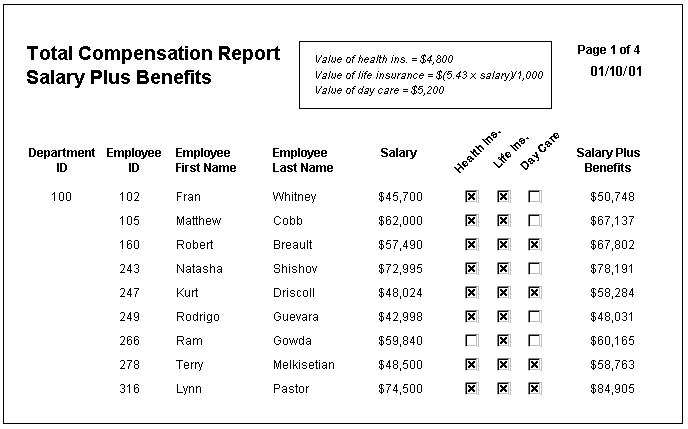 Total Compensation Report
Salary Plus Benefits
Value of health ins. = $4,800
Value of life insurance = $(5.43 x salary)/1,000
Value of day care = $5,200
Page 1 of 4
01/10/01
Department ID Employee ID Employee First Name Employee Last Name Salary Health Ins. Life Ins. Day Care Salary Plus Benefits
100 102 Fran Whitney $45,700 $50,748
105 Matthew Cobb $62,000 $67,137
160 Robert Breault $57,490 $67,802
243 Natasha Shishov $72,995 $78,191
247 Kurt Driscoll $48,024 $58,284
249 Rodrigo Guevara $42,998 $48,031
266 Ram Gowda $59,840 $60,165
278 Terry Melkisetian $48,500 $58,763
316 Lynn Pastor $74,500 $84,905